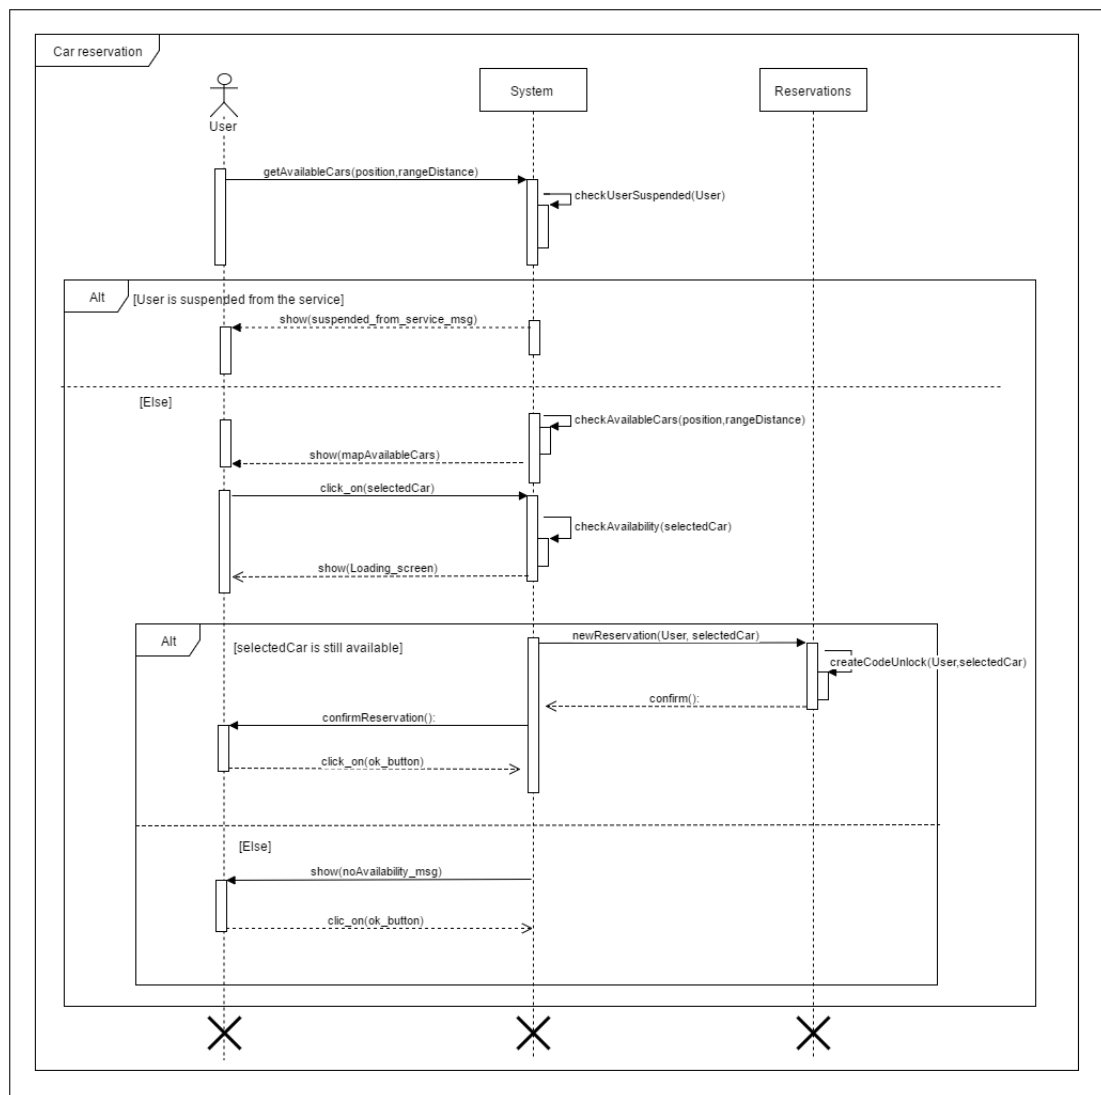 Car reservation
System
Reservations
User
getAvailableCars(position,rangeDistance)
checkUserSuspended(User)
Alt
[User is suspended from the service]
show(suspended_from_service_msg)
[Else]
checkAvailableCars(position,rangeDistance)
show(mapAvailableCars)
click_on(selectedCar)
checkAvailability(selectedCar)
show(Loading_screen)
Alt
[selectedCar is still available]
newReservation(User, selectedCar)
createCodeUnlock(User,selectedCar)
confirm():
confirmReservation():
click_on(ok_button)
[Else]
show(noAvailability_msg)
clic_on(ok_button)